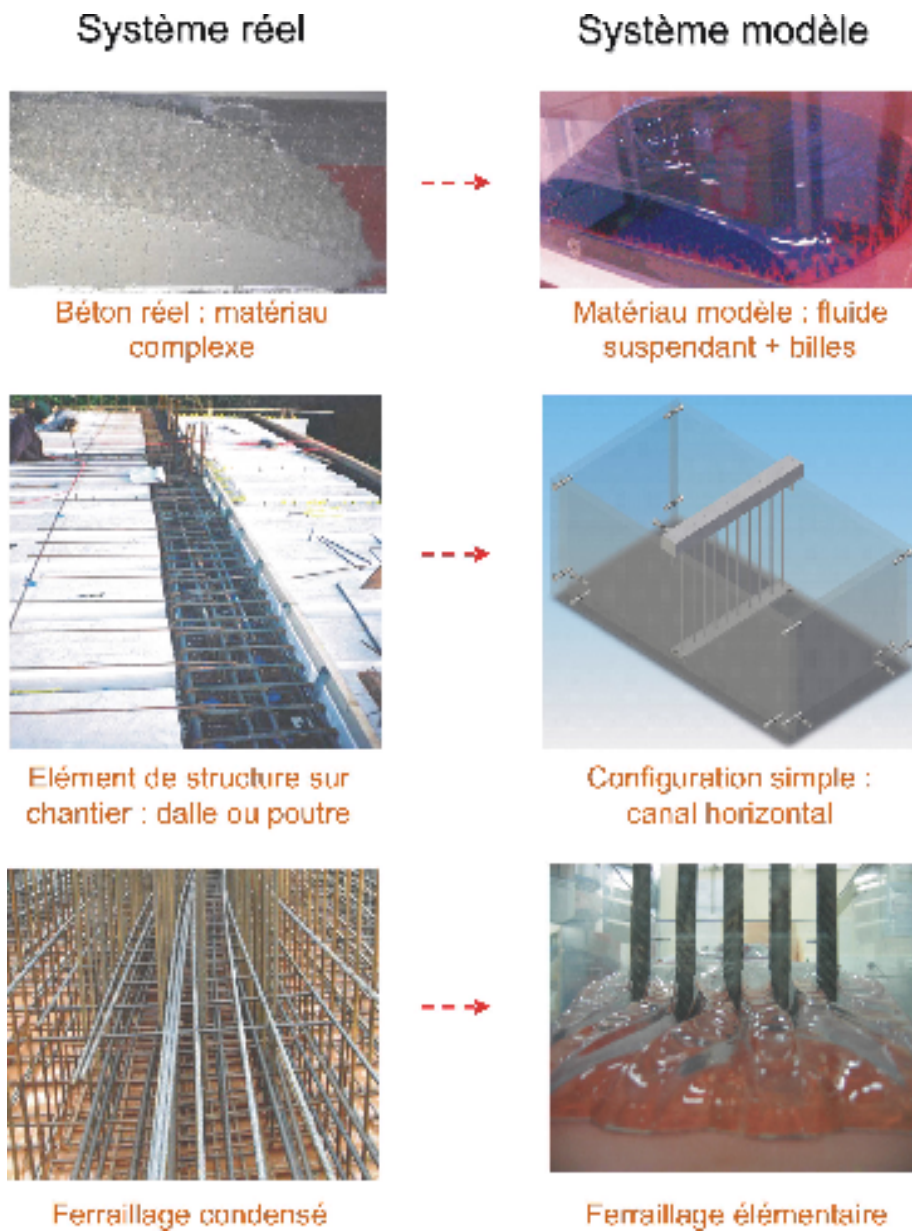 Système réel
Système modèle
Béton réel : matériau
complexe
Matériau modèle : fluide
suspendant + billes
Elément de structure sur
chantier : dalle ou poutre
Configuration simple :
canal horizontal
Ferraillage condensé
Ferraillage élémentaire